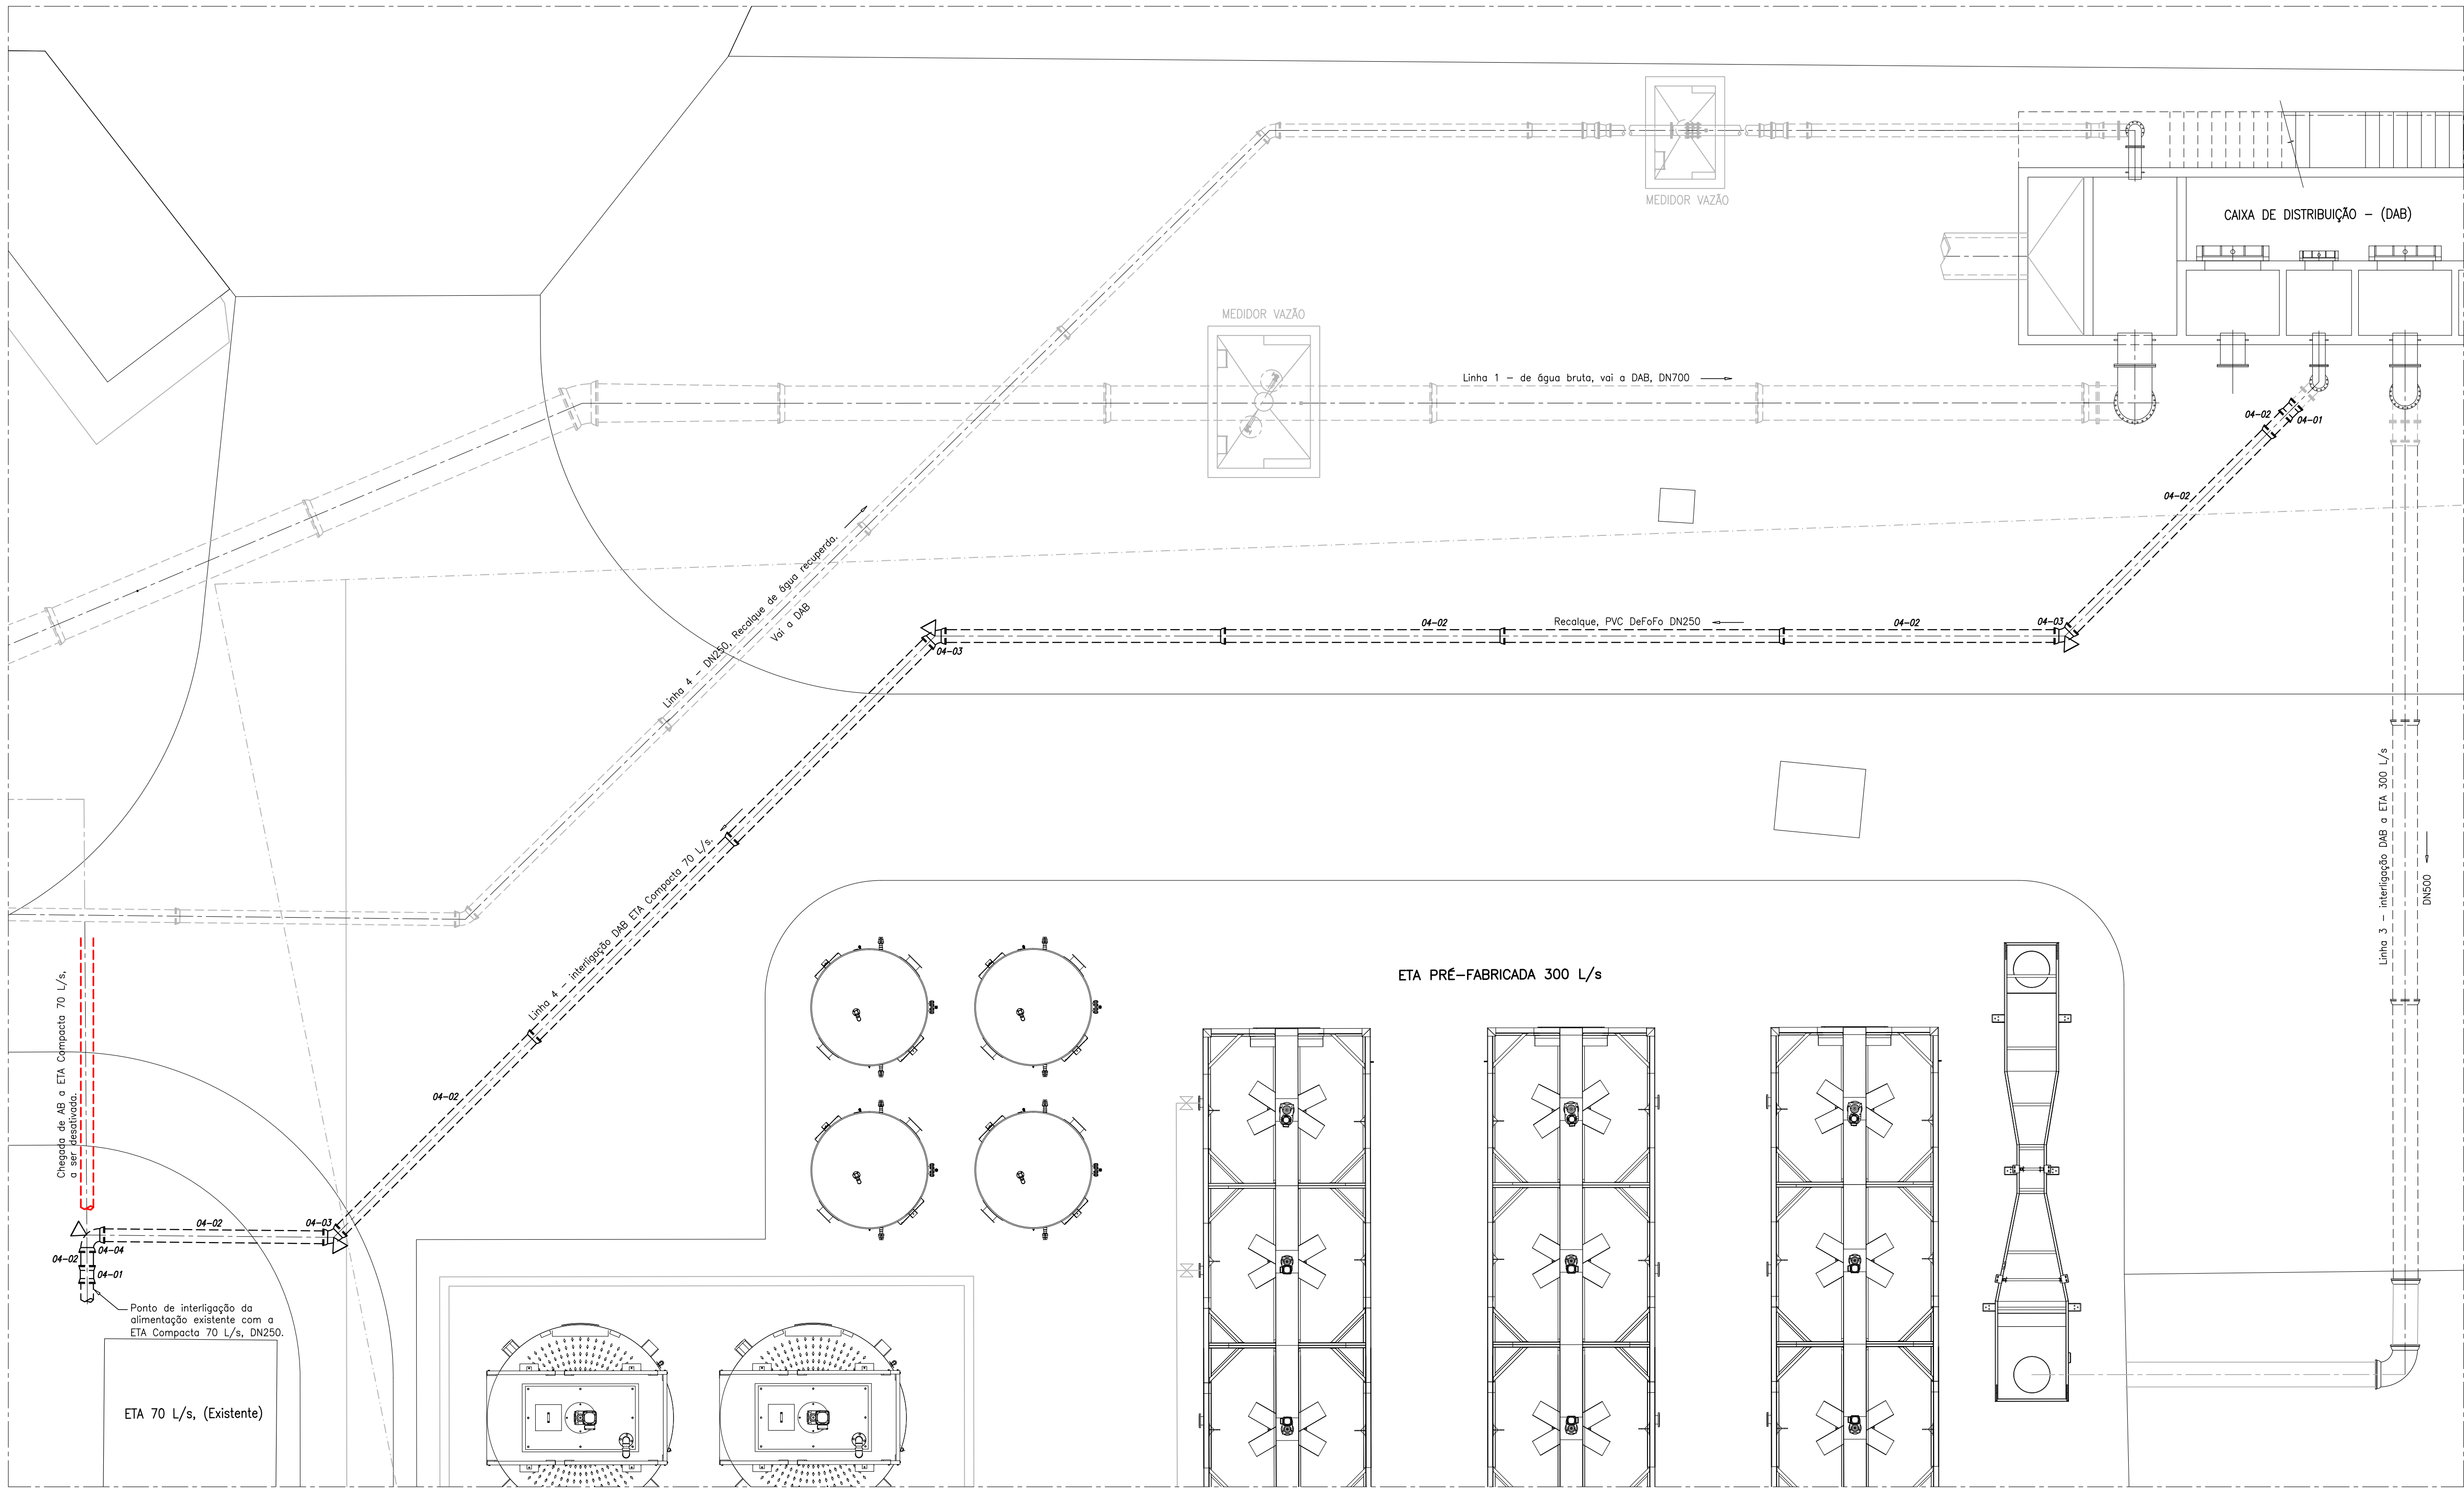 MEDIDOR VAZÃO
CAIXA DE DISTRIBUIÇÃO - (DAB)
MEDIDOR VAZÃO
Linha 1 - de água bruta, vai a DAB, DN700
04-02
04-01
04-02
Linha 4 - DN250, Recalque de água recuperda.
Vai a DAB
04-03
04-02
Recalque, PVC DeFoFo DN250
04-02
04-03
Linha 4 - interligação DAB ETA Compacta 70 L/s.
04-02
Linha 3 - interligação DAB a ETA 300 L/s
DN500
ETA PRÉ-FABRICADA 300 L/s
Chegada de AB a ETA Compacta 70 L/s,
a ser desativada.
04-02
04-03
04-04
04-02
04-01
Ponto de interligação da
alimentação existente com a
ETA Compacta 70 L/s, DN250.
ETA 70 L/s, (Existente)